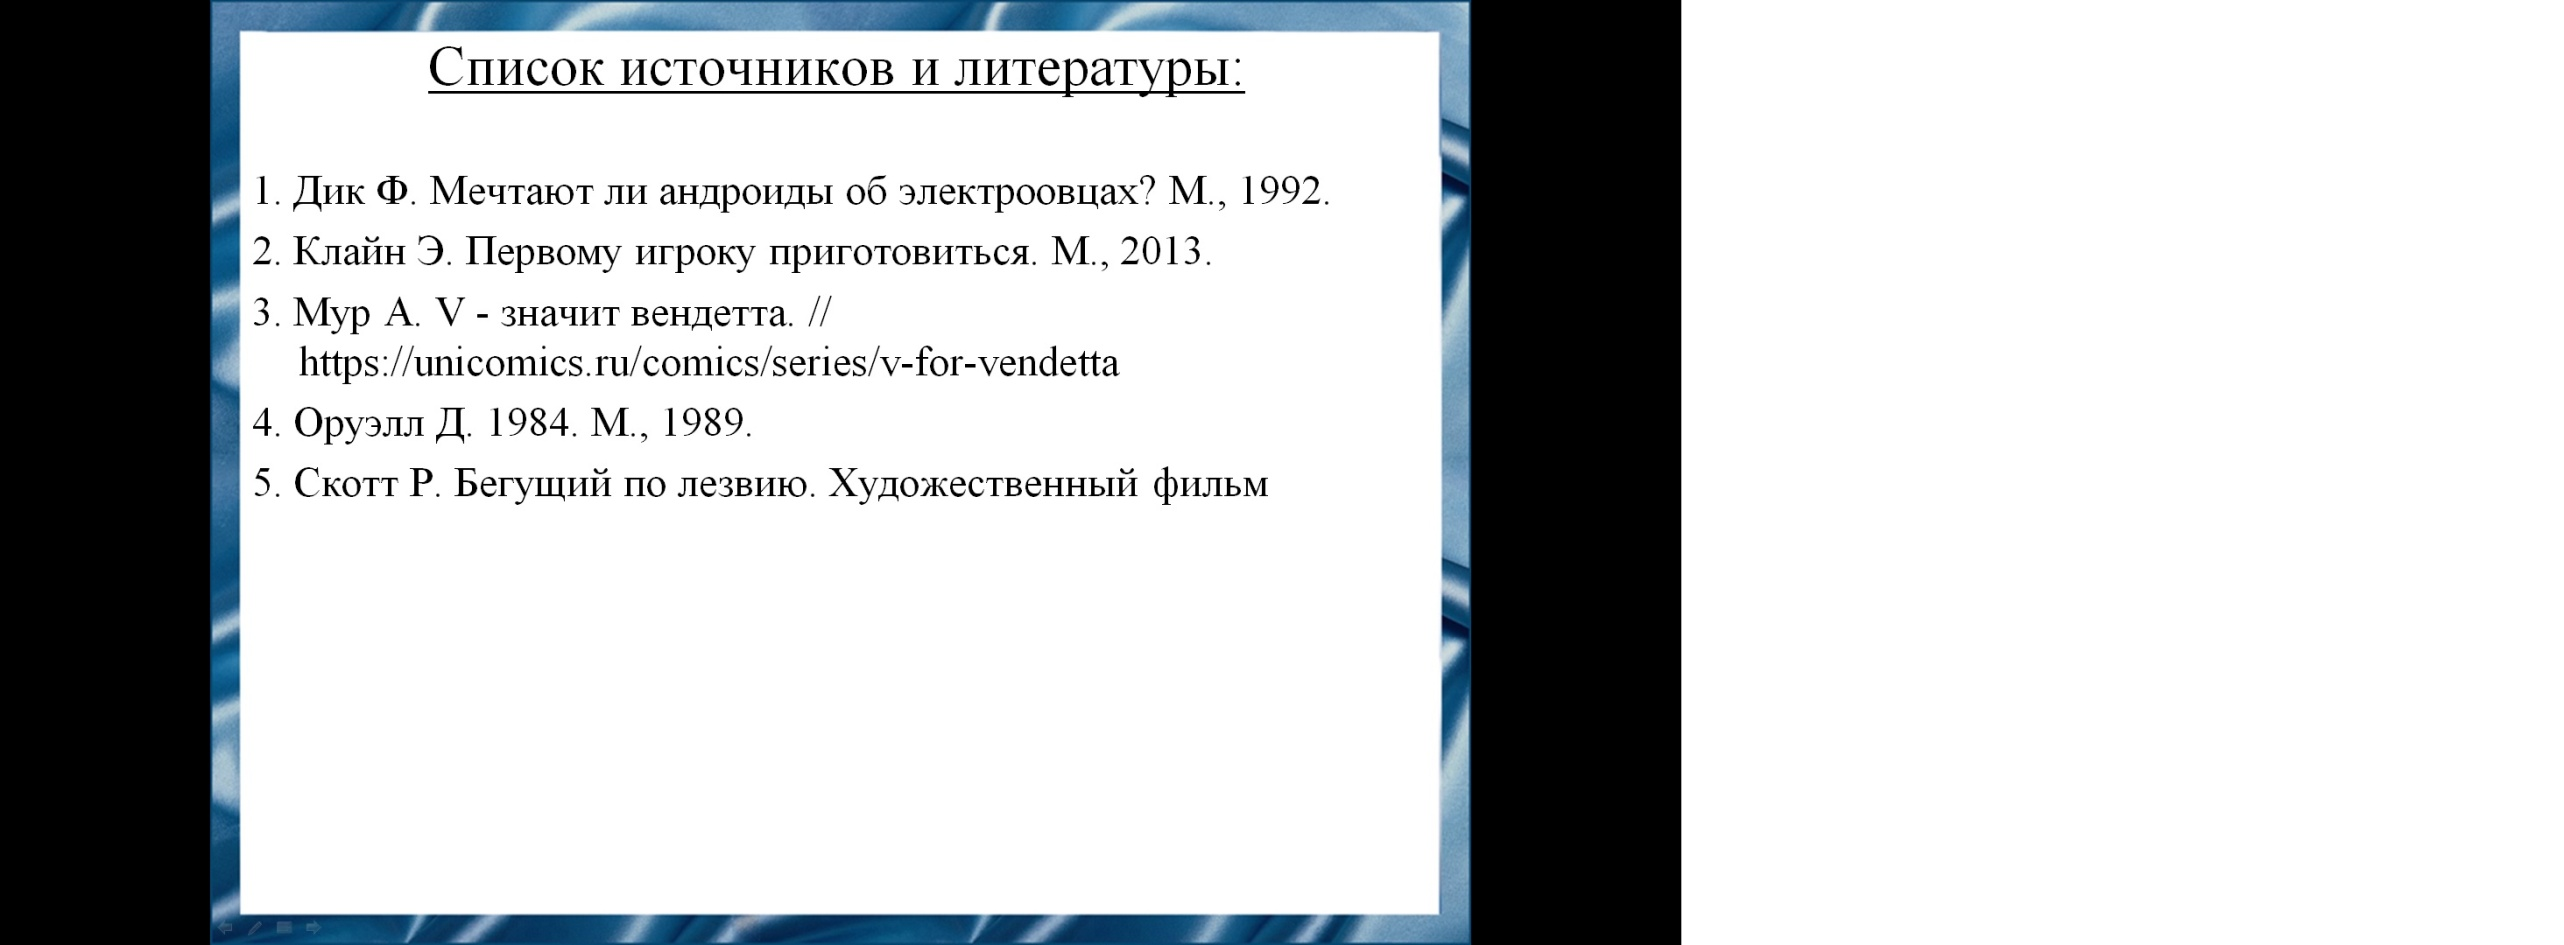 Список источников и литературы:
1. Дик Ф. Мечтают ли андроиды об электроовцах? М., 1992.
2. Клайн Э. Первому игроку приготовиться. М., 2013.
3. Мур А. V - значит вендетта. //
https://unicomics.ru/comics/series/v-for-vendetta
4. Оруэлл Д. 1984. М., 1989.
5. Скотт Р. Бегущий по лезвию. Художественный фильм